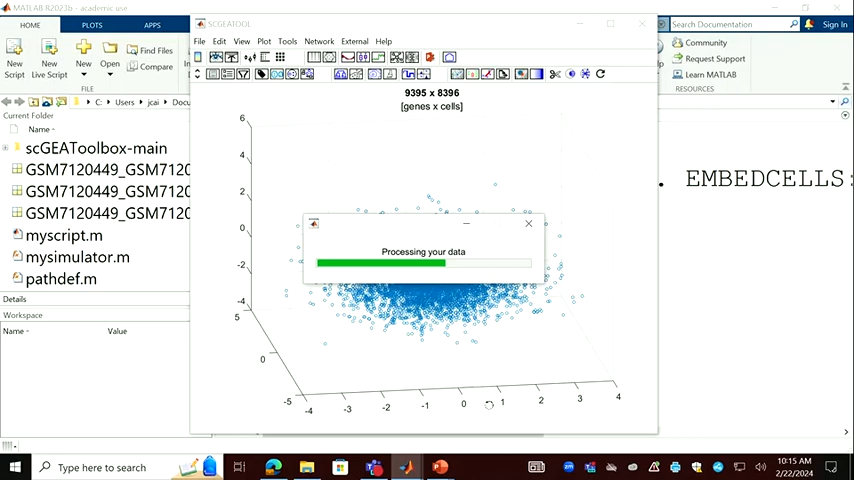 MATLAB R2023b - academic use
HOME
PLOTS
APPS
Search Documentation
Sign In
New Script
New Live Script
New
Open
Find Files
Compare
FILE
Community
Request Support
Learn MATLAB
RESOURCES
C:
Users
jcai
Docu
Current Folder
Name
scGEAToolbox-main
GSM7120449_GSM7120
GSM7120449_GSM7120
GSM7120449_GSM7120
myscript.m
mysimulator.m
pathdef.m
Details
Workspace
Name
Value
SCGEATOOL
File Edit View Plot Tools Network External Help
9395 x 8396
[genes x cells]
6
4
2
0
-2
-4
5
0
-5
-4 -3 -2 -1 0 1 2 3 4
Processing your data
. EMBEDCELLS:
Type here to search
10:15 AM
2/22/2024